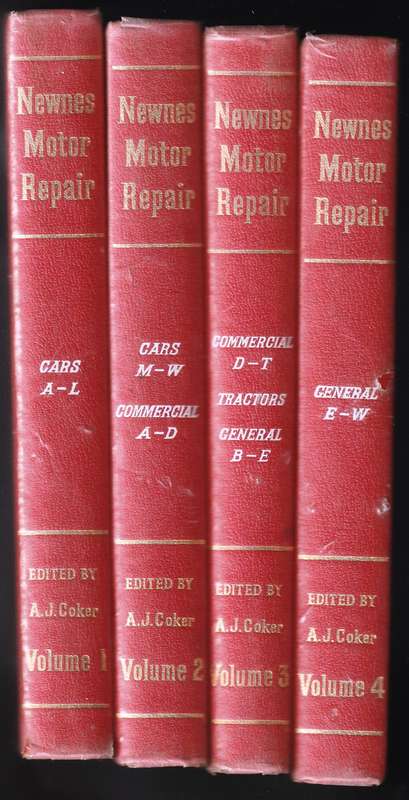 Newnes
Motor
Repair
CARS
A-L
EDITED BY
A.J.Coker
Volume 1
Newnes
Motor
Repair
CARS
M-W
COMMERCIAL
A-D
EDITED BY
A.J.Coker
Volume 2
Newnes
Motor
Repair
COMMERCIAL
D-T
TRACTORS
GENERAL
B-E
EDITED BY
A.J.Coker
Volume 3
Newnes
Motor
Repair
GENERAL
E-W
EDITED BY
A.J.Coker
Volume 4